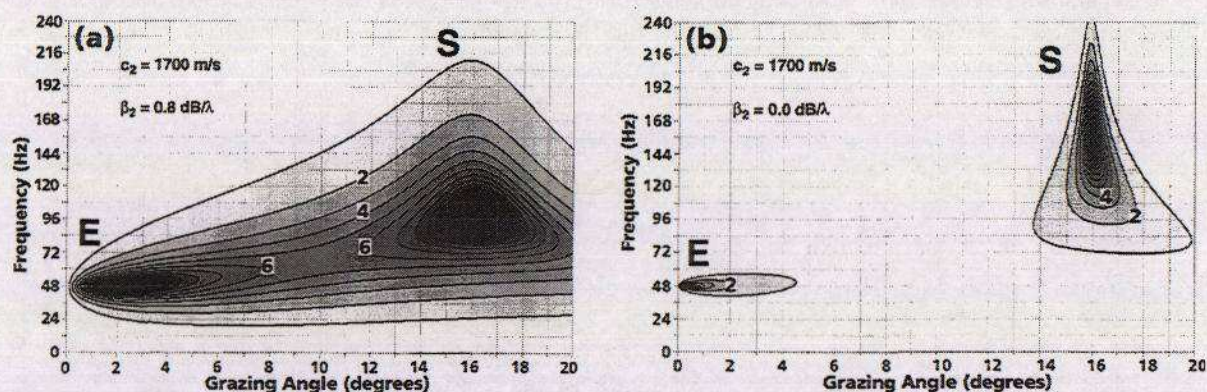 (a)
S
c₂ = 1700 m/s
β₂ = 0.8 dB/λ
E
2
4
6
8
6
240
216
192
168
144
120
96
72
48
24
0
Frequency (Hz)
0 2 4 6 8 10 12 14 16 18 20
Grazing Angle (degrees)
(b)
S
c₂ = 1700 m/s
β₂ = 0.0 dB/λ
E
2
4
2
240
216
192
168
144
120
96
72
48
24
0
Frequency (Hz)
0 2 4 6 8 10 12 14 16 18 20
Grazing Angle (degrees)